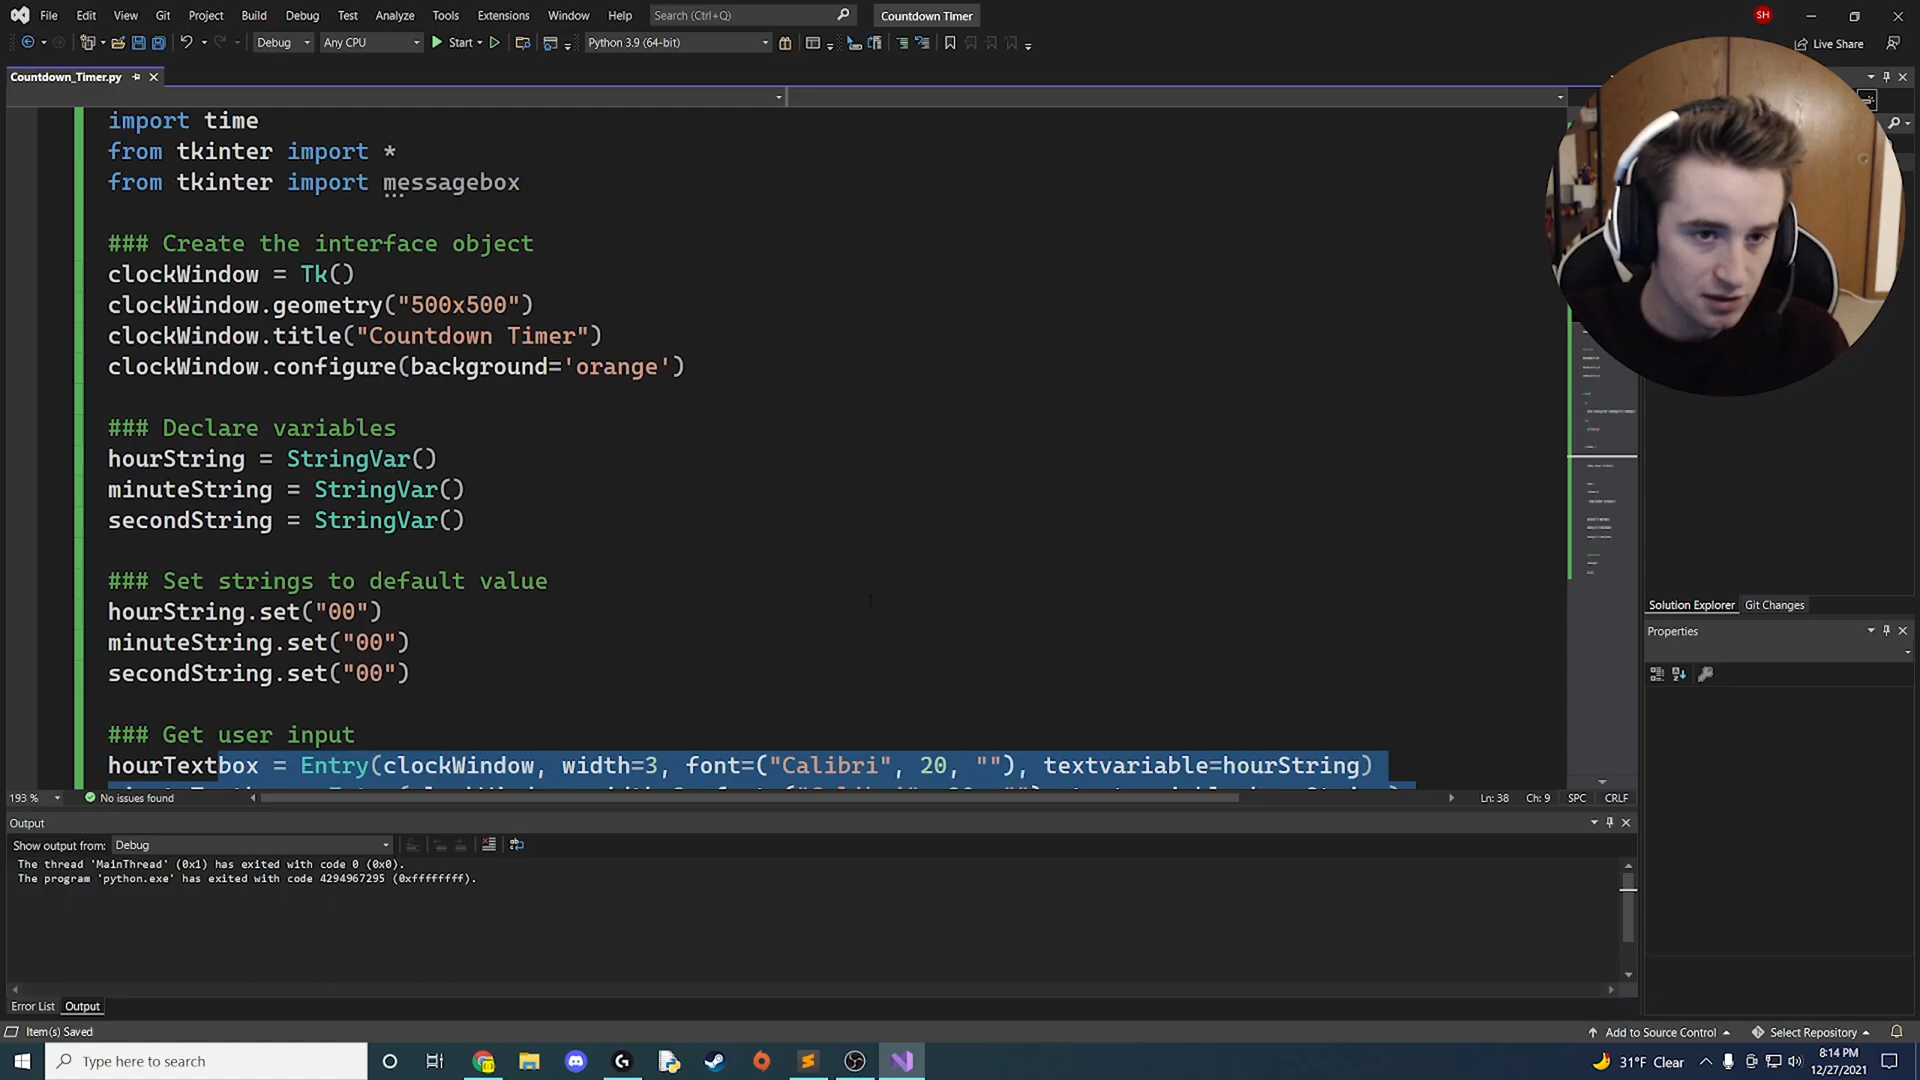 File Edit View Git Project Build Debug Test Analyze Tools Extensions Window Help Search (Ctrl+Q) Countdown Timer SH
Debug Any CPU Start Python 3.9 (64-bit) Live Share
Countdown_Timer.py
import time
from tkinter import *
from tkinter import messagebox
### Create the interface object
clockWindow = Tk()
clockWindow.geometry("500x500")
clockWindow.title("Countdown Timer")
clockWindow.configure(background='orange')
### Declare variables
hourString = StringVar()
minuteString = StringVar()
secondString = StringVar()
### Set strings to default value
hourString.set("00")
minuteString.set("00")
secondString.set("00")
### Get user input
hourTextbox = Entry(clockWindow, width=3, font=("Calibri", 20, ""), textvariable=hourString)
193 % No issues found Ln: 38 Ch: 9 SPC CRLF
Solution Explorer Git Changes
Properties
Output
Show output from: Debug
The thread 'MainThread' (0x1) has exited with code 0 (0x0).
The program 'python.exe' has exited with code 4294967295 (0xffffffff).
Error List Output
Item(s) Saved Add to Source Control Select Repository
Type here to search 31°F Clear 8:14 PM
12/27/2021